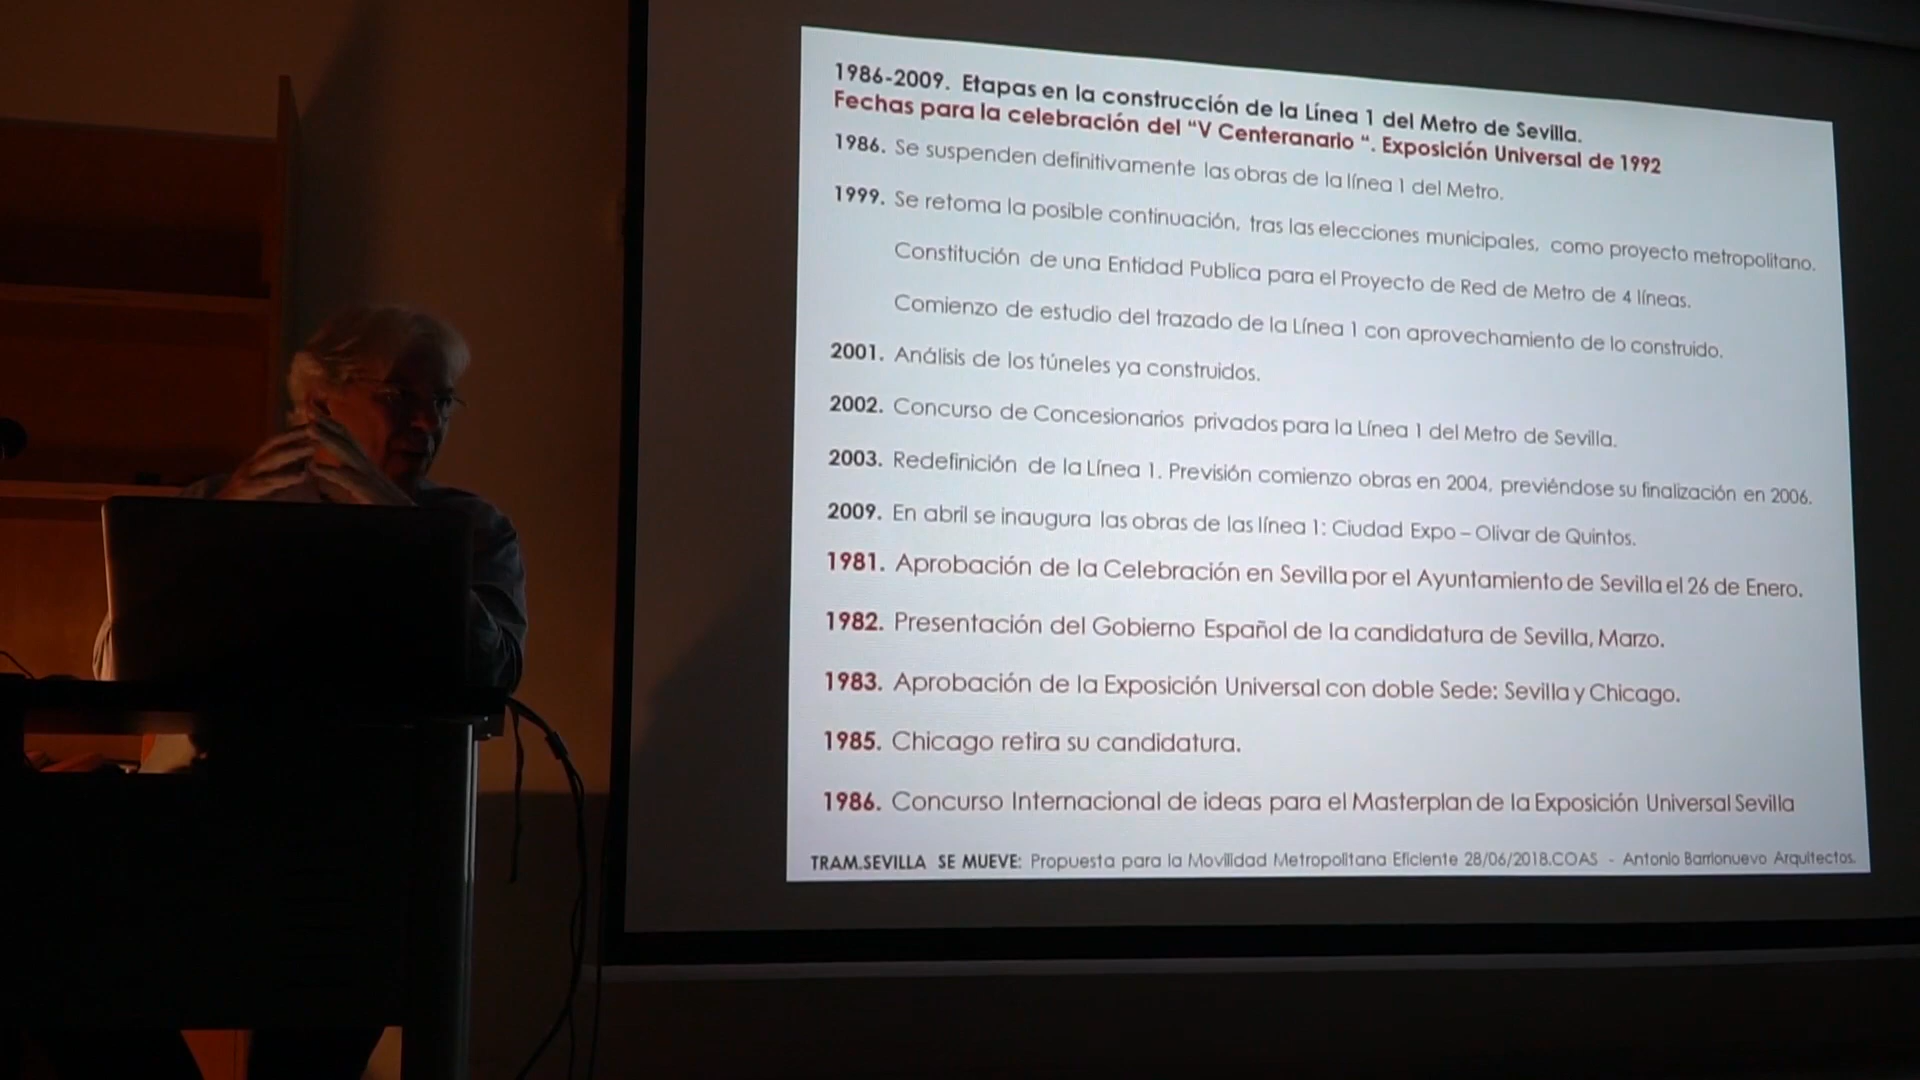 1986-2009. Etapas en la construcción de la Línea 1 del Metro de Sevilla.
Fechas para la celebración del “V Centeranario “. Exposición Universal de 1992
1986. Se suspenden definitivamente las obras de la línea 1 del Metro.
1999. Se retoma la posible continuación, tras las elecciones municipales, como proyecto metropolitano.
Constitución de una Entidad Publica para el Proyecto de Red de Metro de 4 líneas.
Comienzo de estudio del trazado de la Línea 1 con aprovechamiento de lo construido.
2001. Análisis de los túneles ya construidos.
2002. Concurso de Concesionarios privados para la Línea 1 del Metro de Sevilla.
2003. Redefinición de la Línea 1. Previsión comienzo obras en 2004, previéndose su finalización en 2006.
2009. En abril se inaugura las obras de las línea 1: Ciudad Expo – Olivar de Quintos.
1981. Aprobación de la Celebración en Sevilla por el Ayuntamiento de Sevilla el 26 de Enero.
1982. Presentación del Gobierno Español de la candidatura de Sevilla, Marzo.
1983. Aprobación de la Exposición Universal con doble Sede: Sevilla y Chicago.
1985. Chicago retira su candidatura.
1986. Concurso Internacional de ideas para el Masterplan de la Exposición Universal Sevilla
TRAM.SEVILLA SE MUEVE: Propuesta para la Movilidad Metropolitana Eficiente 28/06/2018.COAS - Antonio Barrionuevo Arquitectos.